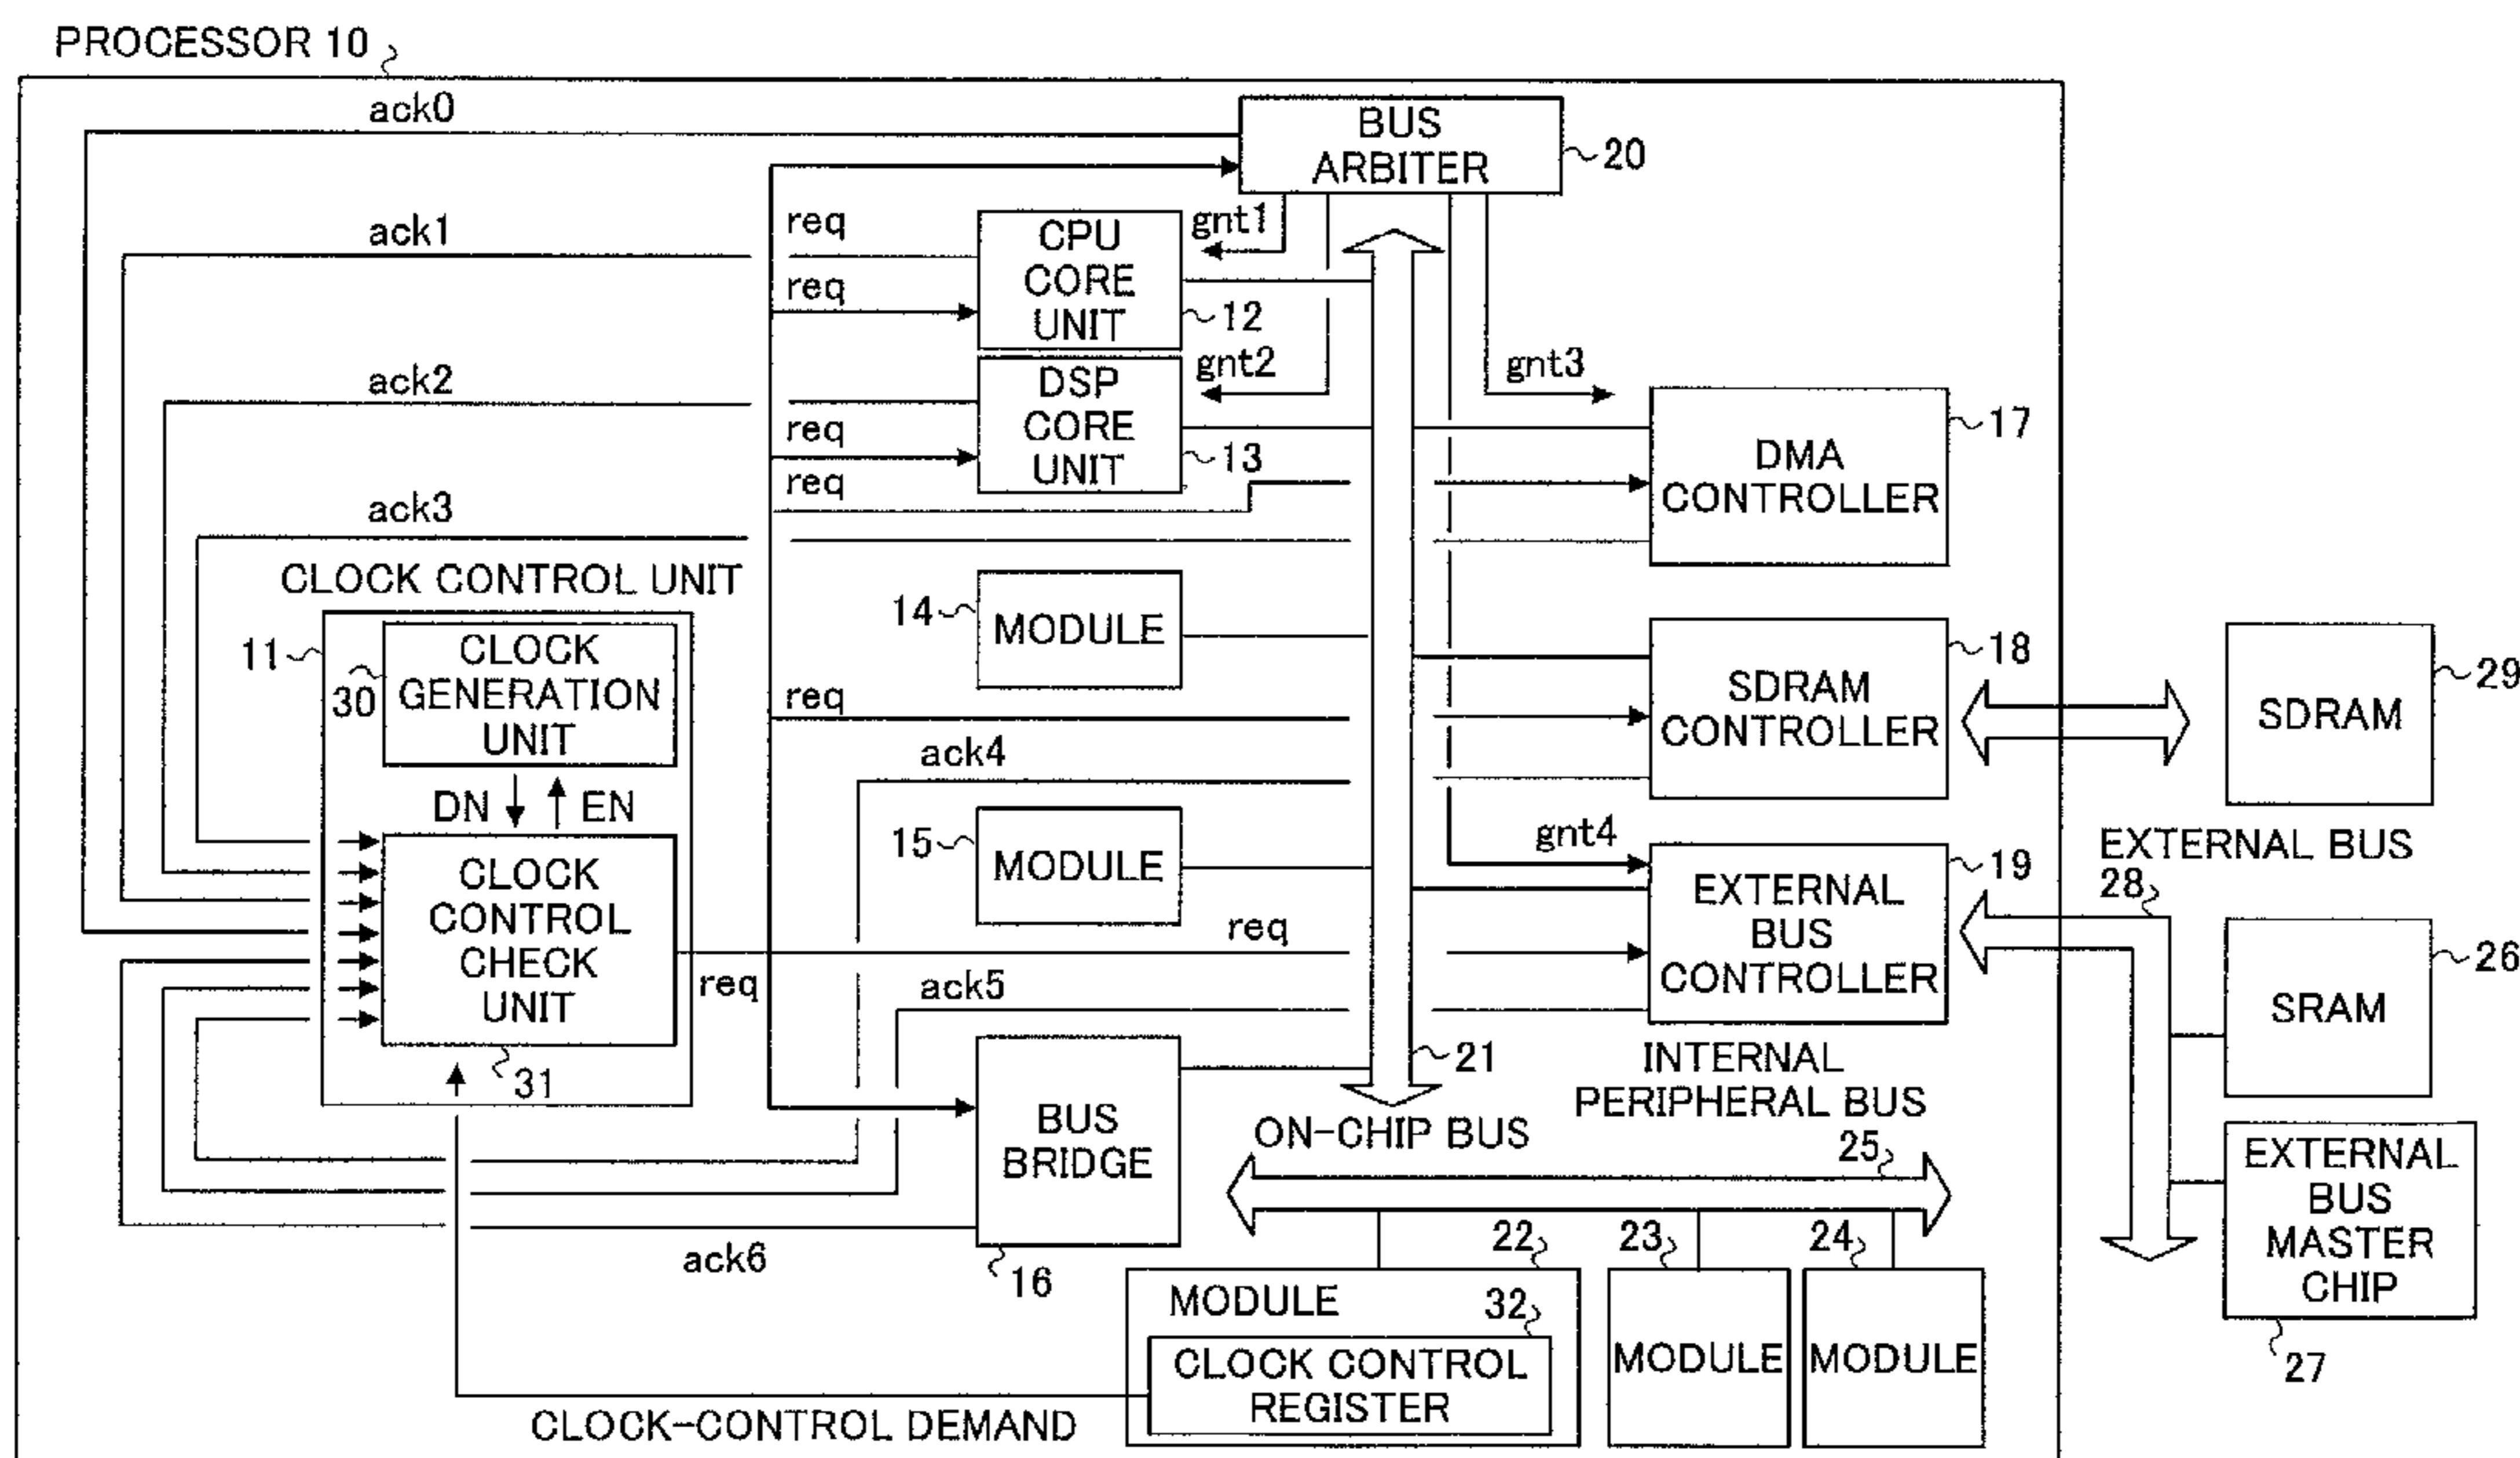 PROCESSOR 10
ack0
BUS
ARBITER
20
ack1
req
CPU
CORE
UNIT
gnt1
req
12
ack2
DSP
CORE
UNIT
gnt2
gnt3
req
13
17
DMA
CONTROLLER
req
ack3
CLOCK CONTROL UNIT
14
MODULE
11
30
CLOCK
GENERATION
UNIT
req
18
SDRAM
CONTROLLER
29
SDRAM
DN
EN
ack4
15
MODULE
gnt4
19
EXTERNAL BUS
28
CLOCK
CONTROL
CHECK
UNIT
req
req
EXTERNAL
BUS
CONTROLLER
26
SRAM
ack5
31
21
INTERNAL
PERIPHERAL BUS
BUS
BRIDGE
ON-CHIP BUS
25
EXTERNAL
BUS
MASTER
CHIP
ack6
16
22
23
24
27
MODULE
32
CLOCK CONTROL
REGISTER
MODULE
MODULE
CLOCK-CONTROL DEMAND